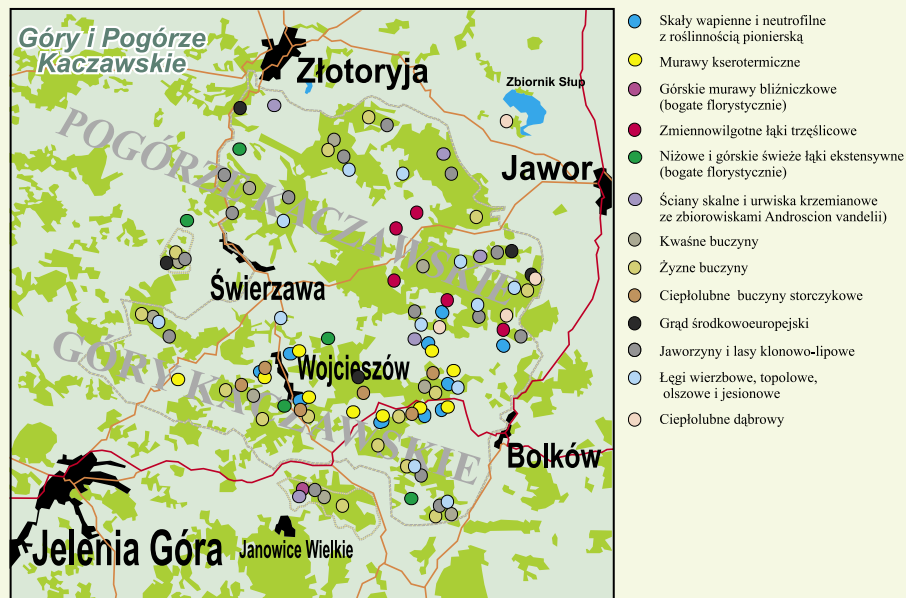 Góry i Pogórze
Kaczawskie
Złotoryja
Zbiornik Słup
POGÓRZE KACZAWSKIE
Jawor
Świerzawa
GÓRY KACZAWSKIE
Wojcieszów
Bolków
Jelenia Góra
Janowice Wielkie
Skały wapienne i neutrofilne
z roślinnością pionierską
Murawy kserotermiczne
Górskie murawy bliźniczkowe
(bogate florystycznie)
Zmiennowilgotne łąki trzęślicowe
Niżowe i górskie świeże łąki ekstensywne
(bogate florystycznie)
Ściany skalne i urwiska krzemianowe
ze zbiorowiskami Androscion vandelii)
Kwaśne buczyny
Żyzne buczyny
Ciepłolubne buczyny storczykowe
Grąd środkowoeuropejski
Jaworzyny i lasy klonowo-lipowe
Łęgi wierzbowe, topolowe,
olszowe i jesionowe
Ciepłolubne dąbrowy